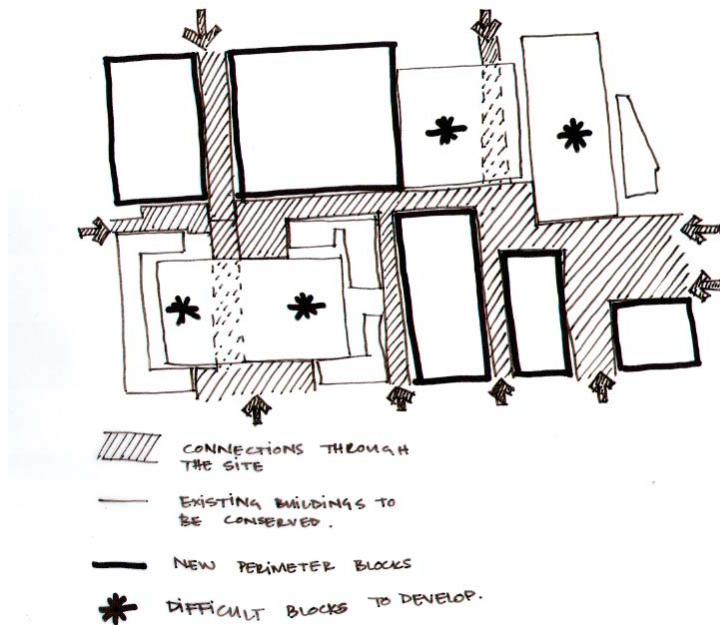 CONNECTIONS THROUGH
THE SITE
EXISTING BUILDINGS TO
BE CONSERVED.
NEW PERIMETER BLOCKS
DIFFICULT BLOCKS TO DEVELOP.